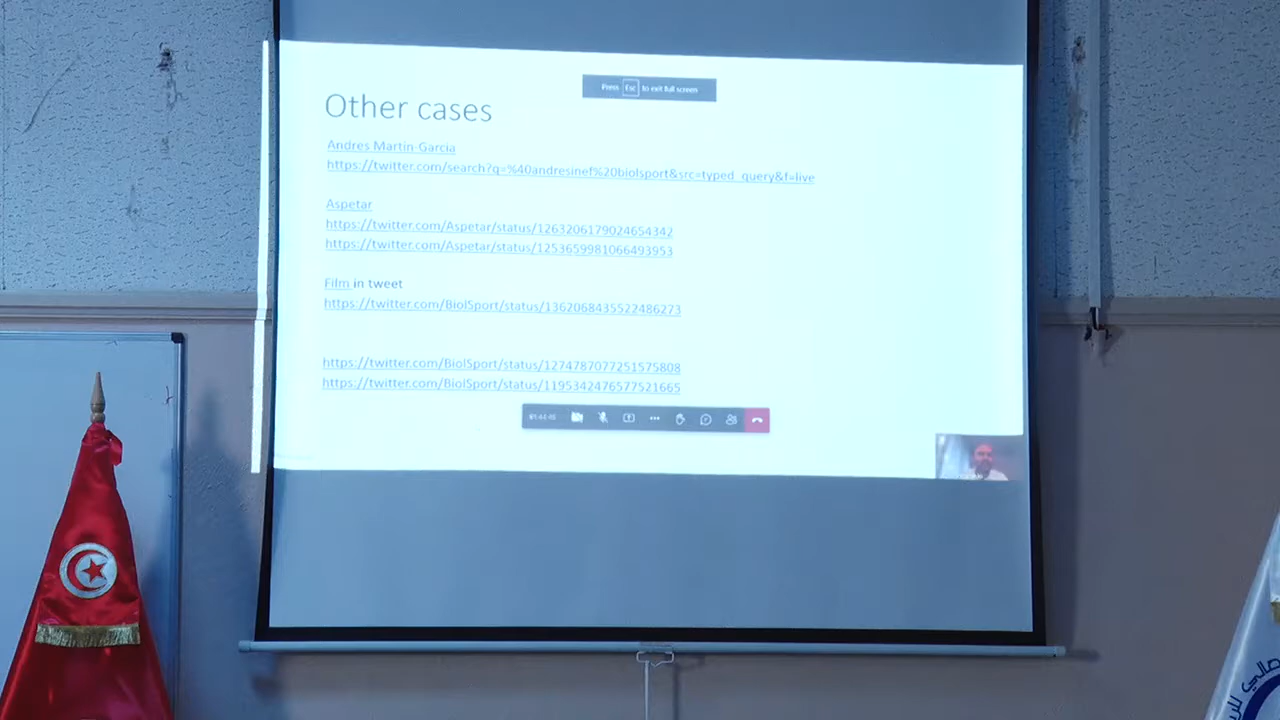 Press Esc to exit full screen
Other cases
Andres Martin-Garcia
https://twitter.com/search?q=%40andresinef%20biolsport&src=typed_query&f=live
Aspetar
https://twitter.com/Aspetar/status/1263206179024654342
https://twitter.com/Aspetar/status/1253659981066493953
Film in tweet
https://twitter.com/BiolSport/status/1362068435522486273
https://twitter.com/BiolSport/status/1274787077251575808
https://twitter.com/BiolSport/status/1195342476577521665